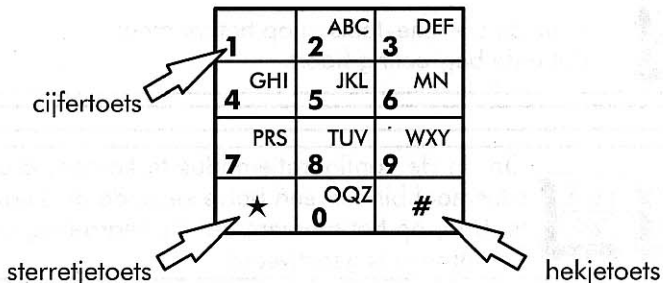 ABC DEF
1 2 3
GHI JKL MN
4 5 6
cijfertoets
PRS TUV WXY
7 8 9
★ OQZ #
0
sterretjetoets hekjetoets